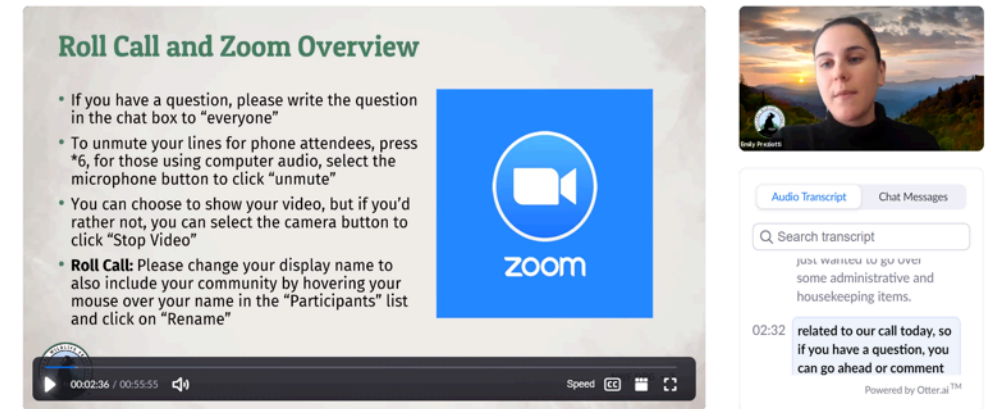 Roll Call and Zoom Overview
• If you have a question, please write the question
in the chat box to “everyone”
• To unmute your lines for phone attendees, press
*6, for those using computer audio, select the
microphone button to click “unmute”
• You can choose to show your video, but if you’d
rather not, you can select the camera button to
click “Stop Video”
• Roll Call: Please change your display name to
also include your community by hovering your
mouse over your name in the “Participants” list
and click on “Rename”
zoom
00:02:36 / 00:55:55
Speed
CC
Emily Preziotti
Audio Transcript
Chat Messages
Search transcript
just wanted to go over
some administrative and
housekeeping items.
02:32
related to our call today, so
if you have a question, you
can go ahead or comment
Powered by Otter.ai TM